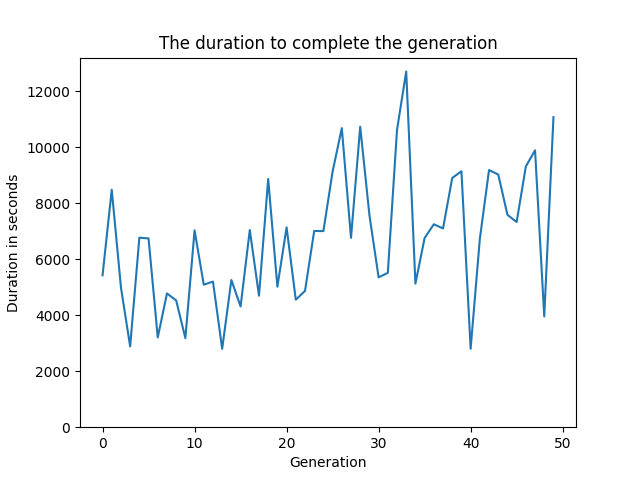 The duration to complete the generation
12000
10000
8000
6000
4000
2000
0
Duration in seconds
0 10 20 30 40 50
Generation